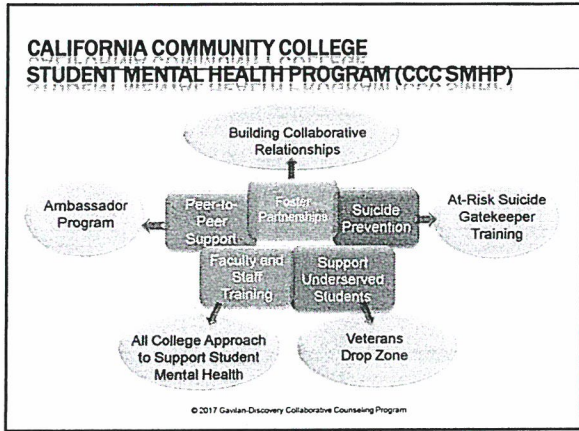 CALIFORNIA COMMUNITY COLLEGE
STUDENT MENTAL HEALTH PROGRAM (CCC SMHP)
Building Collaborative
Relationships
Ambassador
Program
Peer-to-
Peer
Support
Foster
Partnerships
Suicide
Prevention
At-Risk Suicide
Gatekeeper
Training
Faculty and
Staff
Training
Support
Underserved
Students
All College Approach
to Support Student
Mental Health
Veterans
Drop Zone
© 2017 Gavilan-Discovery Collaborative Counseling Program